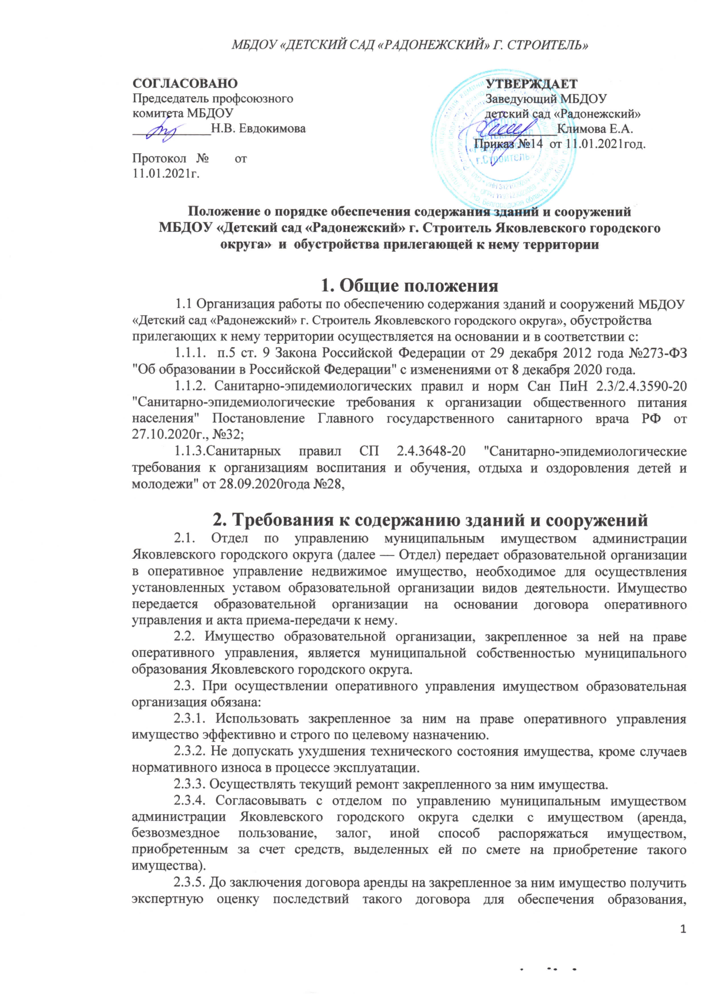 МБДОУ «ДЕТСКИЙ САД «РАДОНЕЖСКИЙ» Г. СТРОИТЕЛЬ»
СОГЛАСОВАНО
Председатель профсоюзного
комитета МБДОУ
____________Н.В. Евдокимова
Протокол № от
11.01.2021г.
УТВЕРЖДАЕТ
Заведующий МБДОУ
детский сад «Радонежский»
____________Климова Е.А.
Приказ №14 от 11.01.2021год.
МБДОУ
г.Строитель
Белгородская область
Положение о порядке обеспечения содержания зданий и сооружений
МБДОУ «Детский сад «Радонежский» г. Строитель Яковлевского городского
округа» и обустройства прилегающей к нему территории
1. Общие положения
1.1 Организация работы по обеспечению содержания зданий и сооружений МБДОУ
«Детский сад «Радонежский» г. Строитель Яковлевского городского округа», обустройства
прилегающих к нему территории осуществляется на основании и в соответствии с:
1.1.1. п.5 ст. 9 Закона Российской Федерации от 29 декабря 2012 года №273-ФЗ
"Об образовании в Российской Федерации" с изменениями от 8 декабря 2020 года.
1.1.2. Санитарно-эпидемиологических правил и норм Сан ПиН 2.3/2.4.3590-20
"Санитарно-эпидемиологические требования к организации общественного питания
населения" Постановление Главного государственного санитарного врача РФ от
27.10.2020г., №32;
1.1.3.Санитарных правил СП 2.4.3648-20 "Санитарно-эпидемиологические
требования к организациям воспитания и обучения, отдыха и оздоровления детей и
молодежи" от 28.09.2020года №28,
2. Требования к содержанию зданий и сооружений
2.1. Отдел по управлению муниципальным имуществом администрации
Яковлевского городского округа (далее — Отдел) передает образовательной организации
в оперативное управление недвижимое имущество, необходимое для осуществления
установленных уставом образовательной организации видов деятельности. Имущество
передается образовательной организации на основании договора оперативного
управления и акта приема-передачи к нему.
2.2. Имущество образовательной организации, закрепленное за ней на праве
оперативного управления, является муниципальной собственностью муниципального
образования Яковлевского городского округа.
2.3. При осуществлении оперативного управления имуществом образовательная
организация обязана:
2.3.1. Использовать закрепленное за ним на праве оперативного управления
имущество эффективно и строго по целевому назначению.
2.3.2. Не допускать ухудшения технического состояния имущества, кроме случаев
нормативного износа в процессе эксплуатации.
2.3.3. Осуществлять текущий ремонт закрепленного за ним имущества.
2.3.4. Согласовывать с отделом по управлению муниципальным имуществом
администрации Яковлевского городского округа сделки с имуществом (аренда,
безвозмездное пользование, залог, иной способ распоряжаться имуществом,
приобретенным за счет средств, выделенных ей по смете на приобретение такого
имущества).
2.3.5. До заключения договора аренды на закрепленное за ним имущество получить
экспертную оценку последствий такого договора для обеспечения образования,
1